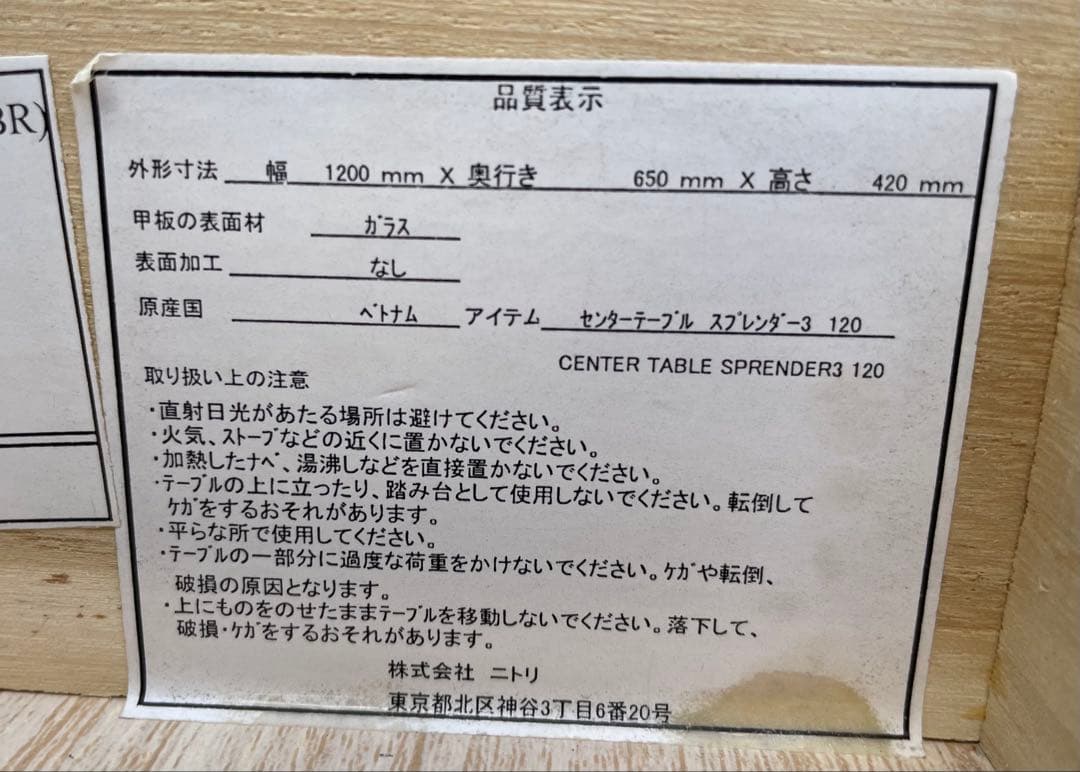 BR)
品質表示
外形寸法 幅 1200 mm X 奥行き 650 mm X 高さ 420 mm
甲板の表面材 ガラス
表面加工 なし
原産国 ベトナム アイテム センターテーブル スプレンダー3 120
CENTER TABLE SPRENDER3 120
取り扱い上の注意
・直射日光があたる場所は避けてください。
・火気、ストーブなどの近くに置かないでください。
・加熱したナベ、湯沸しなどを直接置かないでください。
・テーブルの上に立ったり、踏み台として使用しないでください。転倒して
ケガをするおそれがあります。
・平らな所で使用してください。
・テーブルの一部分に過度な荷重をかけないでください。ケガや転倒、
破損の原因となります。
・上にものをのせたままテーブルを移動しないでください。落下して、
破損・ケガをするおそれがあります。
株式会社 ニトリ
東京都北区神谷3丁目6番20号